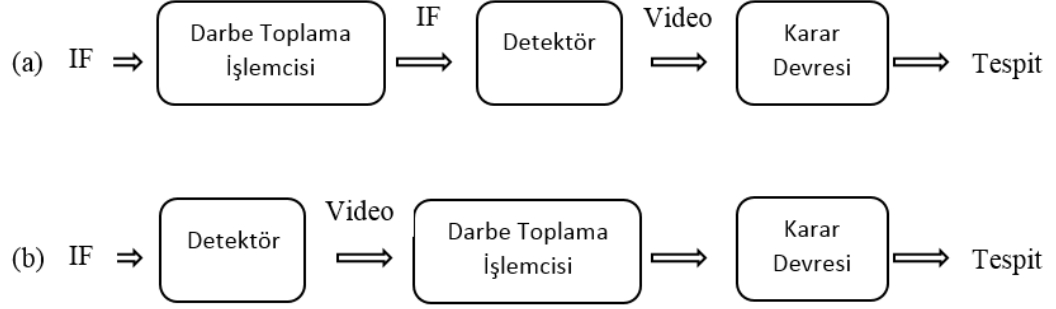 IF
Video
(a) IF Darbe Toplama İşlemcisi Detektör Karar Devresi Tespit
Video
(b) IF Detektör Darbe Toplama İşlemcisi Karar Devresi Tespit